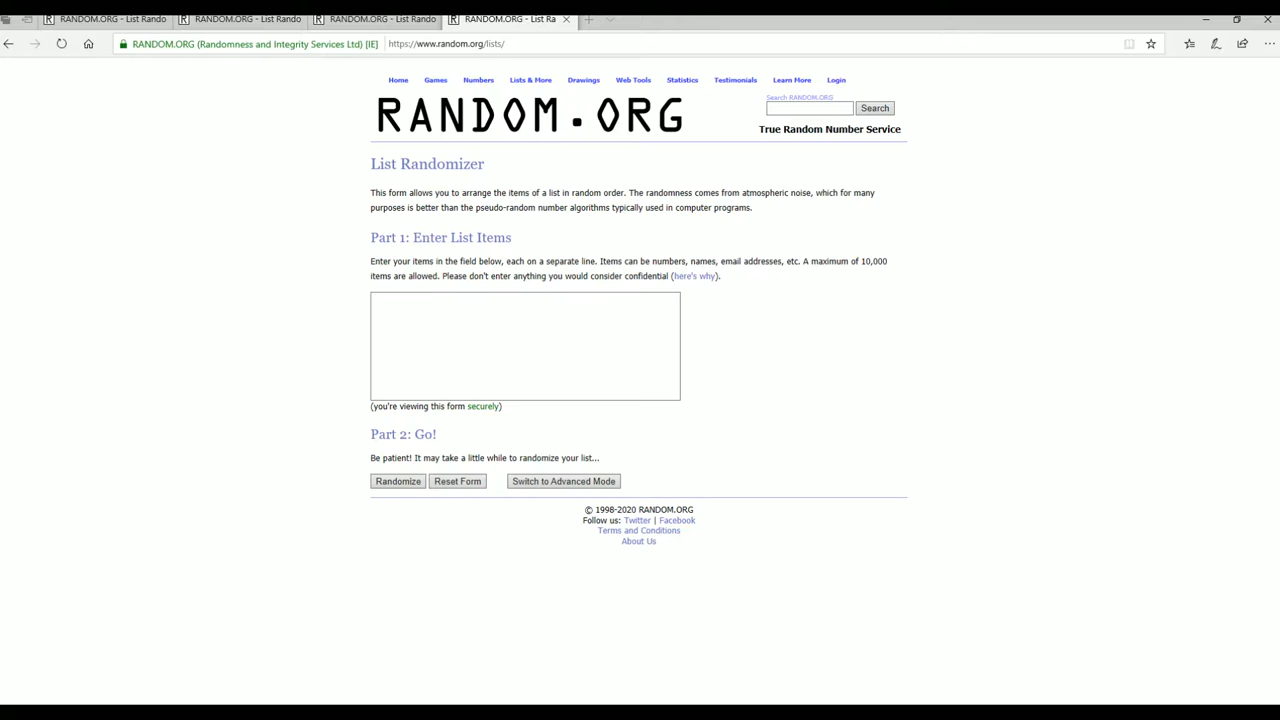 RANDOM.ORG - List Rando
RANDOM.ORG - List Rando
RANDOM.ORG - List Rando
RANDOM.ORG - List Ra
RANDOM.ORG (Randomness and Integrity Services Ltd) [IE]
https://www.random.org/lists/
Home Games Numbers Lists & More Drawings Web Tools Statistics Testimonials Learn More Login
RANDOM.ORG
Search RANDOM.ORG
Search
True Random Number Service
List Randomizer
This form allows you to arrange the items of a list in random order. The randomness comes from atmospheric noise, which for many
purposes is better than the pseudo-random number algorithms typically used in computer programs.
Part 1: Enter List Items
Enter your items in the field below, each on a separate line. Items can be numbers, names, email addresses, etc. A maximum of 10,000
items are allowed. Please don't enter anything you would consider confidential (here's why).
(you're viewing this form securely)
Part 2: Go!
Be patient! It may take a little while to randomize your list...
Randomize Reset Form Switch to Advanced Mode
© 1998-2020 RANDOM.ORG
Follow us: Twitter | Facebook
Terms and Conditions
About Us